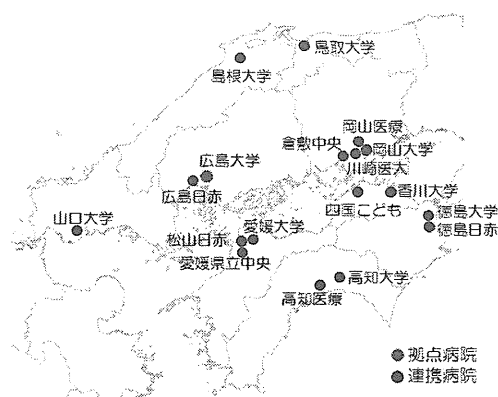 鳥取大学
島根大学
岡山医療
倉敷中央
岡山大学
川崎医大
広島大学
広島日赤
四国こども
香川大学
山口大学
徳島大学
徳島日赤
松山日赤
愛媛大学
愛媛県立中央
高知大学
高知医療
拠点病院
連携病院